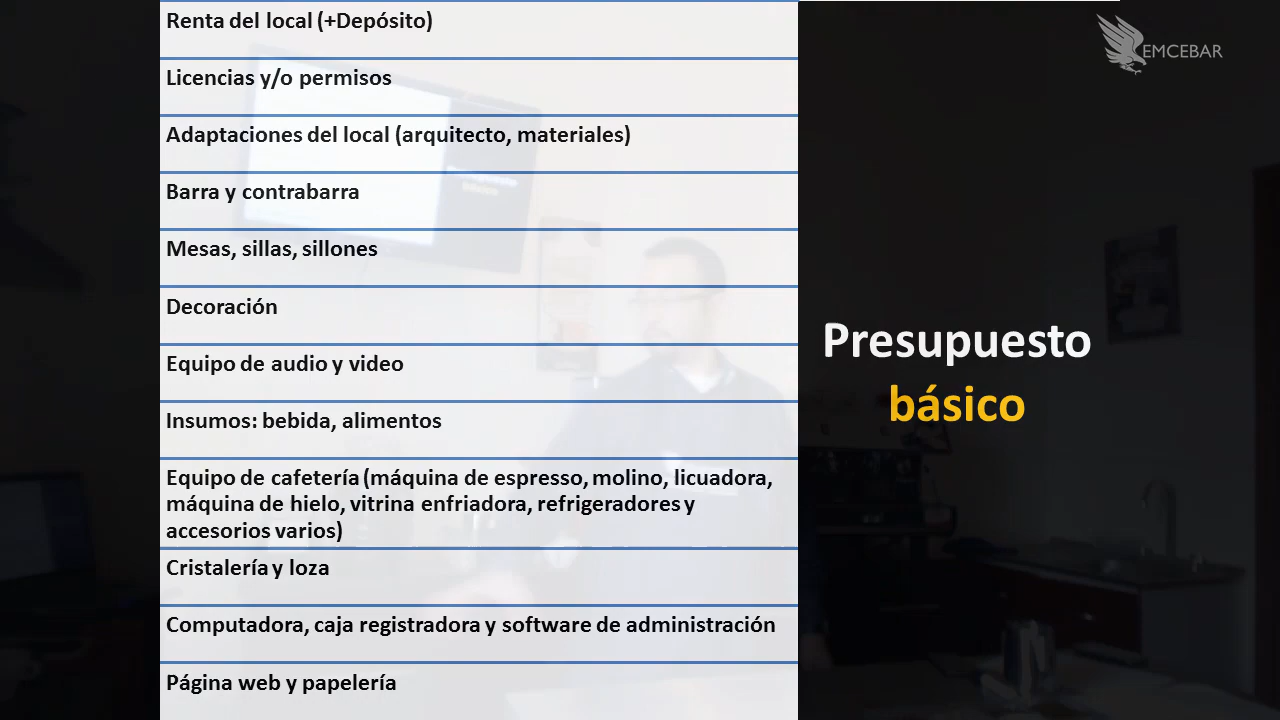 Renta del local (+Depósito)
Licencias y/o permisos
Adaptaciones del local (arquitecto, materiales)
Barra y contrabarra
Mesas, sillas, sillones
Decoración
Equipo de audio y video
Insumos: bebida, alimentos
Equipo de cafetería (máquina de espresso, molino, licuadora,
máquina de hielo, vitrina enfriadora, refrigeradores y
accesorios varios)
Cristalería y loza
Computadora, caja registradora y software de administración
Página web y papelería
EMCEBAR
Presupuesto
básico